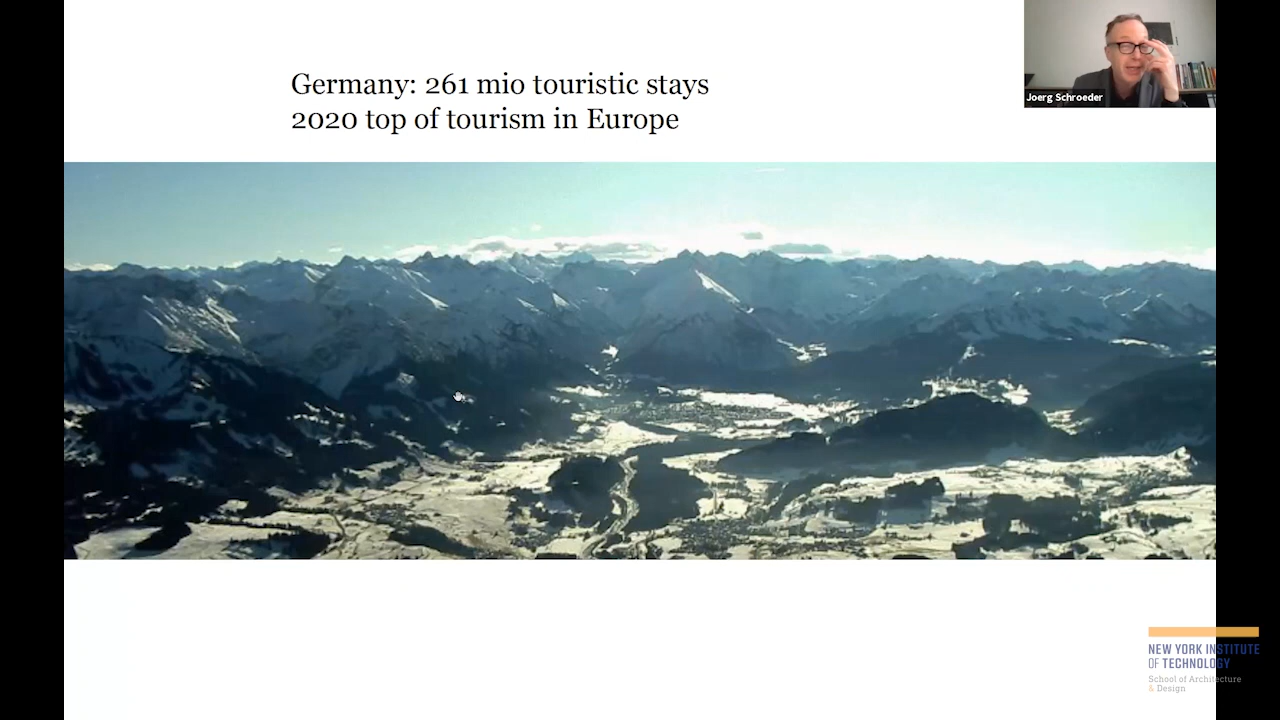 Germany: 261 mio touristic stays
2020 top of tourism in Europe
Joerg Schroeder
NEW YORK INSTITUTE
OF TECHNOLOGY
School of Architecture
& Design